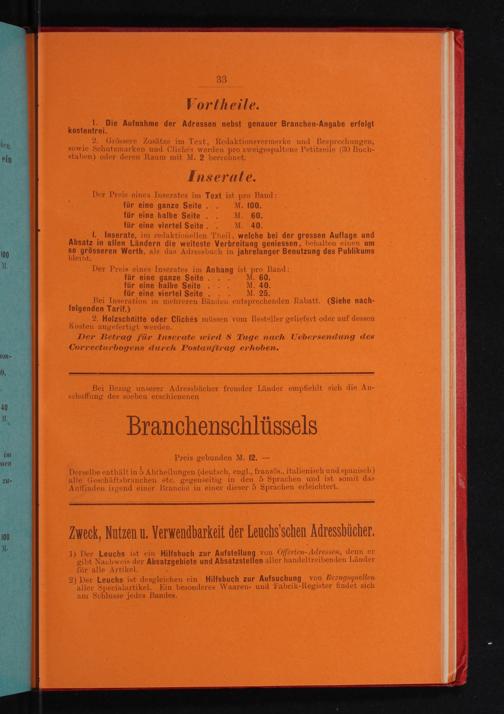 33
Vortheile.
1. Die Aufnahme der Adressen nebst genauer Branchen-Angabe erfolgt
kostenfrei.
2. Grössere Zusätze im Text, Redaktionsvermerke und Besprechungen,
sowie Schutzmarken und Clichés werden pro zweigespaltene Petitzeile (30 Buch-
staben) oder deren Raum mit M. 2 berechnet.
Inserate.
Der Preis eines Inserates im Text ist pro Band:
für eine ganze Seite . . M. 100.
für eine halbe Seite . . M. 60.
für eine viertel Seite . . M. 40.
1. Inserate, im redaktionellen Theil, welche bei der grossen Auflage und
Absatz in allen Ländern die weiteste Verbreitung geniessen, behalten einen um
so grösseren Werth, als das Adressbuch in jahrelanger Benutzung des Publikums
bleibt.
Der Preis eines Inserates im Anhang ist pro Band:
für eine ganze Seite . . . M. 60.
für eine halbe Seite . . . M. 40.
für eine viertel Seite . . . M. 25.
Bei Inseration in mehreren Bänden entsprechenden Rabatt. (Siehe nach-
folgenden Tarif.)
2. Holzschnitte oder Clichés müssen vom Besteller geliefert oder auf dessen
Kosten angefertigt werden.
Der Betrag für Inserate wird 8 Tage nach Uebersendung des
Correcturbogens durch Postauftrag erhoben.
Bei Bezug unserer Adressbücher fremder Länder empfiehlt sich die An-
schaffung des soeben erschienenen
Branchenschlüssels
Preis gebunden M. 12. —
Derselbe enthält in 5 Abtheilungen (deutsch, engl., französ., italienisch und spanisch)
alle Geschäftsbranchen etc. gegenseitig in den 5 Sprachen und ist somit das
Auffinden irgend einer Branche in einer dieser 5 Sprachen erleichtert.
Zweck, Nutzen u. Verwendbarkeit der Leuchs'schen Adressbücher.
1) Der Leuchs ist ein Hilfsbuch zur Aufstellung von Offerten-Adressen, denn er
gibt Nachweis der Absatzgebiete und Absatzstellen aller handeltreibenden Länder
für alle Artikel.
2) Der Leuchs ist desgleichen ein Hilfsbuch zur Aufsuchung von Bezugsquellen
aller Specialartikel. Ein besonderes Waaren- und Fabrik-Register findet sich
am Schlusse jedes Bandes.